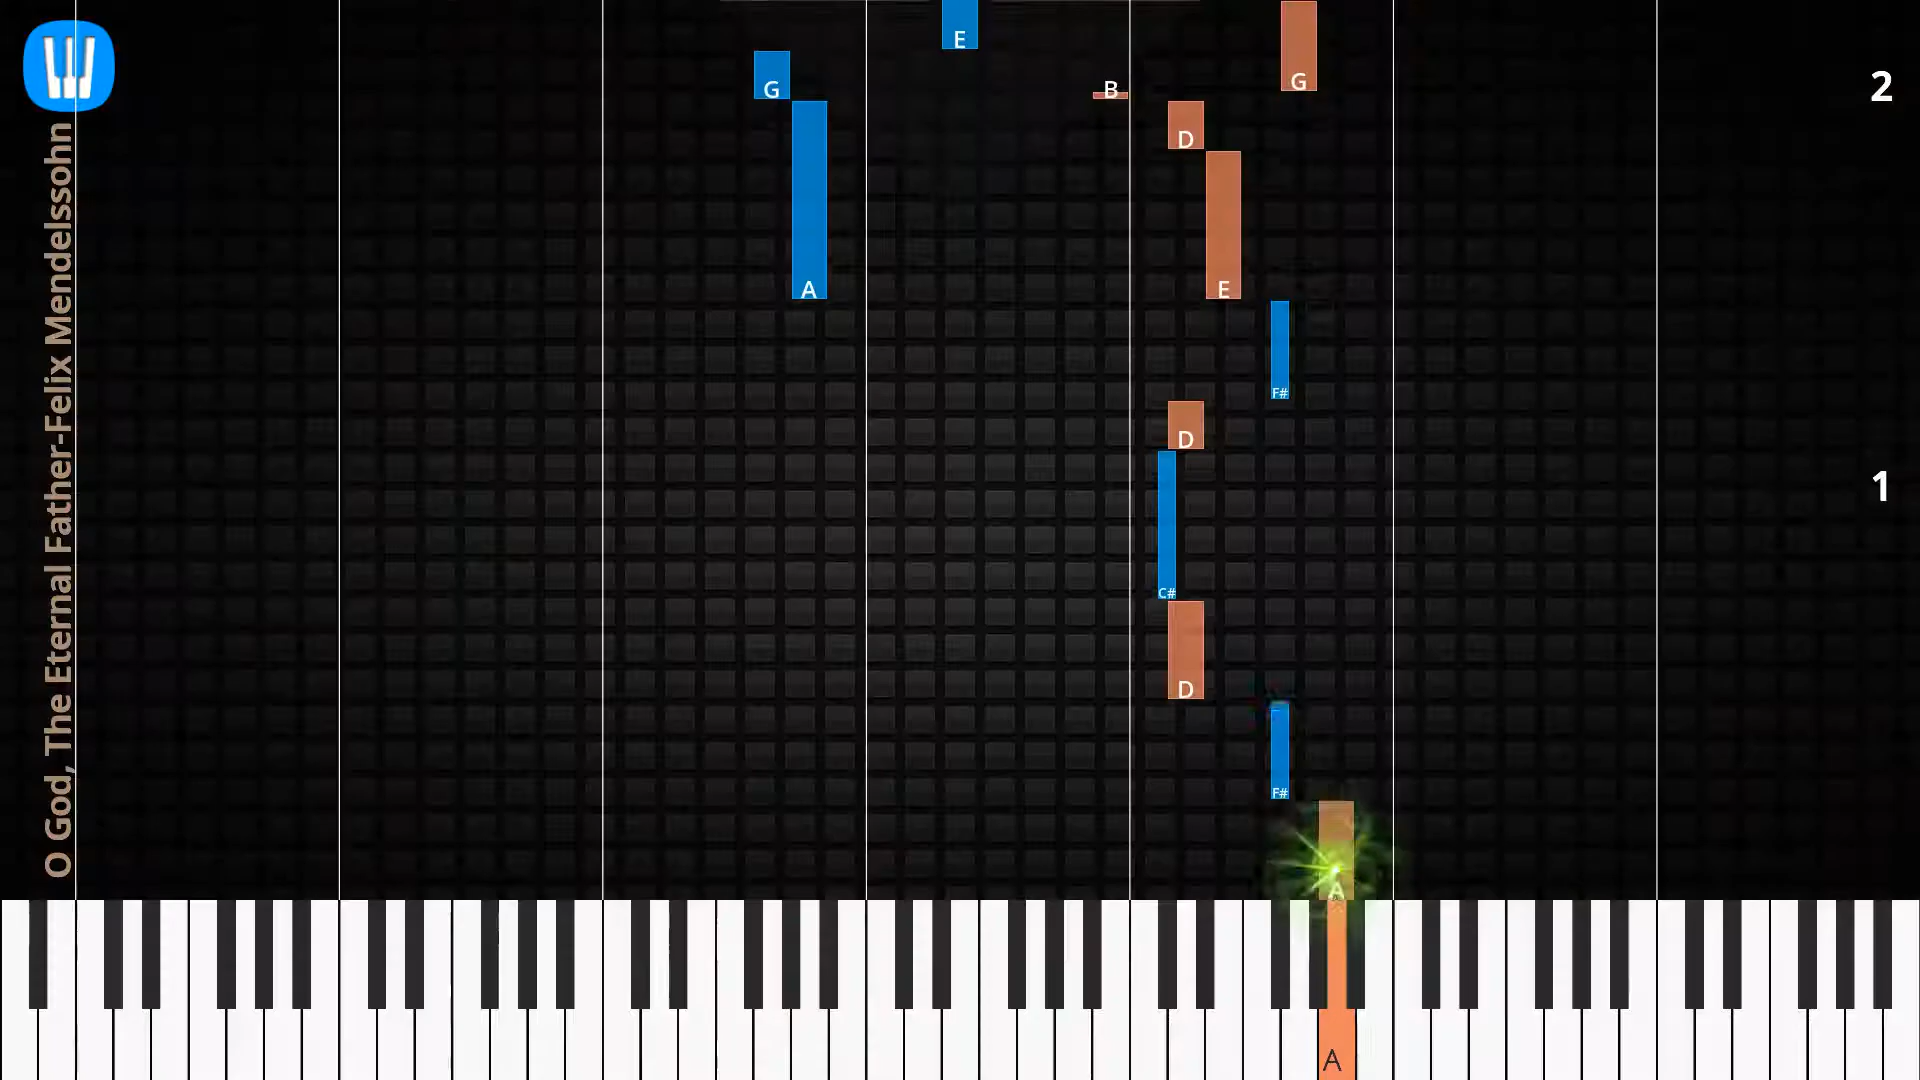 O God, The Eternal Father-Felix Mendelssohn
E
G
B
G
2
D
A
E
F#
D
1
C#
D
F#
A
A